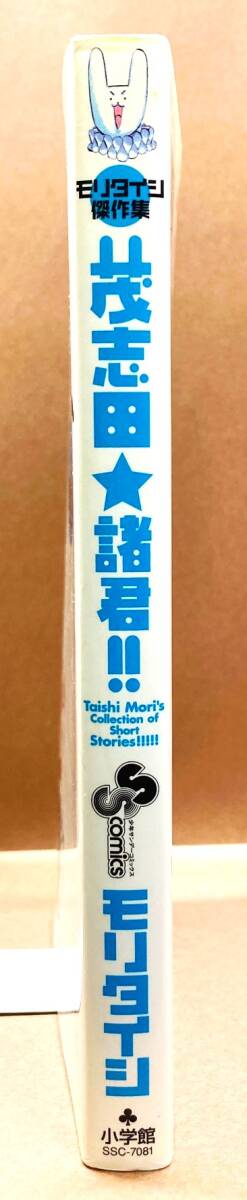 モリタイシ
傑作集
茂志田★諸君!!
Taishi Mori's
Collection of
Short
Stories!!!!!
SS comics
少年サンデーコミックス
モリタイシ
小学館
SSC-7081